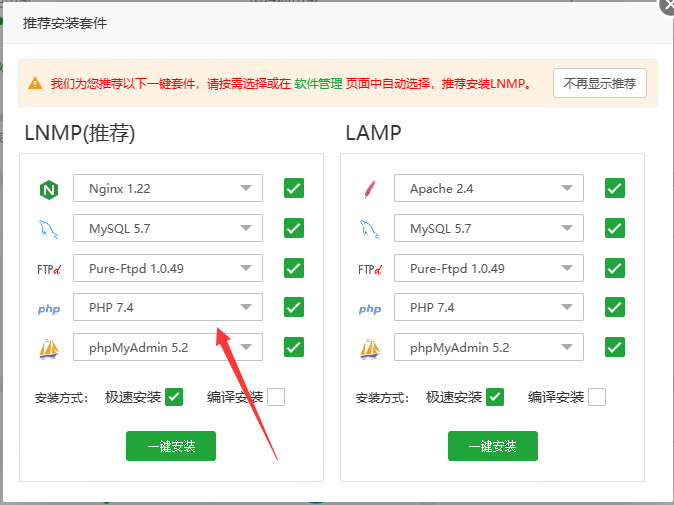 推荐安装套件
我们为您推荐以下一键套件，请按需选择或在 软件管理 页面中自动选择，推荐安装LNMP。
不再显示推荐
LNMP(推荐)
Nginx 1.22
MySQL 5.7
FTPd Pure-Ftpd 1.0.49
php PHP 7.4
phpMyAdmin 5.2
安装方式： 极速安装 编译安装
一键安装
LAMP
Apache 2.4
MySQL 5.7
FTPd Pure-Ftpd 1.0.49
php PHP 7.4
phpMyAdmin 5.2
安装方式： 极速安装 编译安装
一键安装